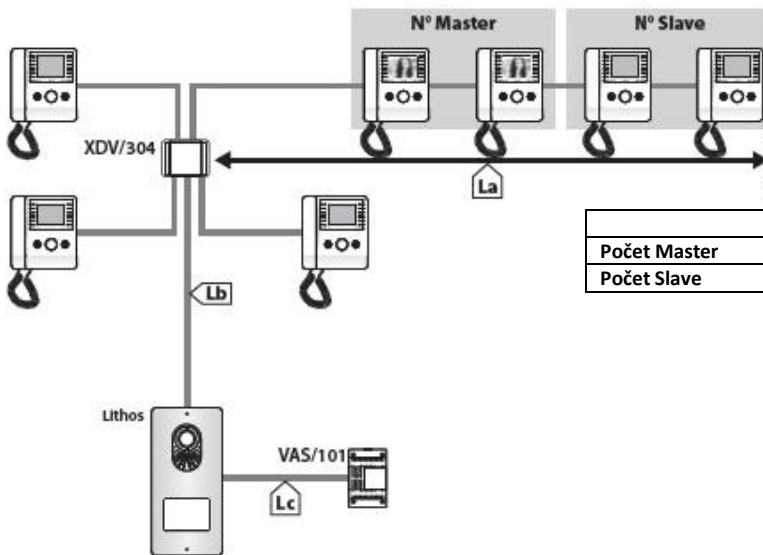 Nº Master
Nº Slave
XDV/304
La
Počet Master
Počet Slave
Lb
Lithos
VAS/101
Lc